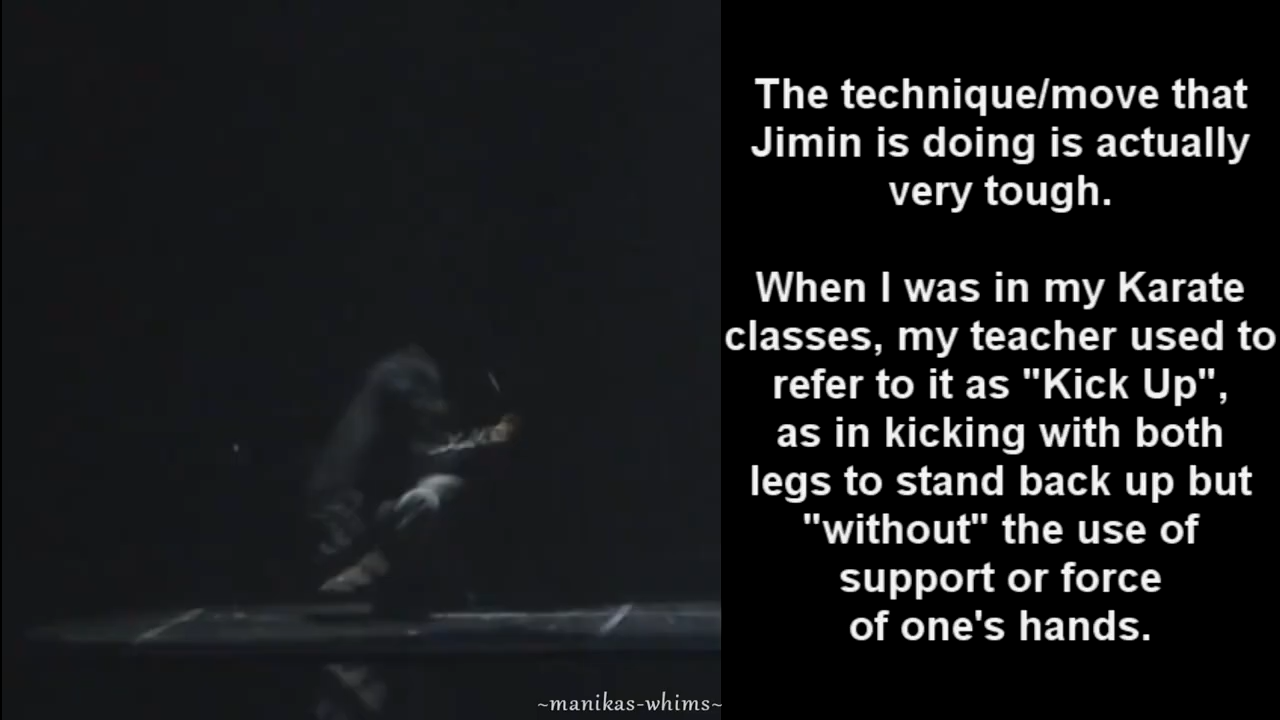 The technique/move that
Jimin is doing is actually
very tough.
When I was in my Karate
classes, my teacher used to
refer to it as "Kick Up",
as in kicking with both
legs to stand back up but
"without" the use of
support or force
of one's hands.
~manikas-whims~